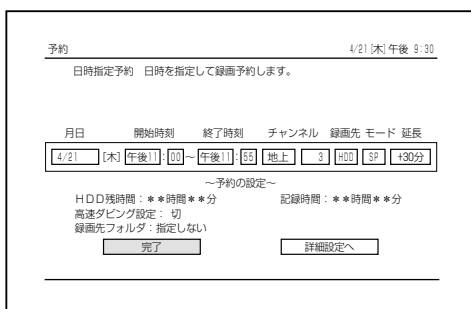 予約 4/21[木]午後 9:30
日時指定予約 日時を指定して録画予約します。
月日 開始時刻 終了時刻 チャンネル 録画先 モード 延長
4/21 [木] 午後11:00～午後11:55 地上 3 HDD SP +30分
～予約の設定～
HDD残時間：＊＊時間＊＊分 記録時間：＊＊時間＊＊分
高速ダビング設定：切
録画先フォルダ：指定しない
完了 詳細設定へ